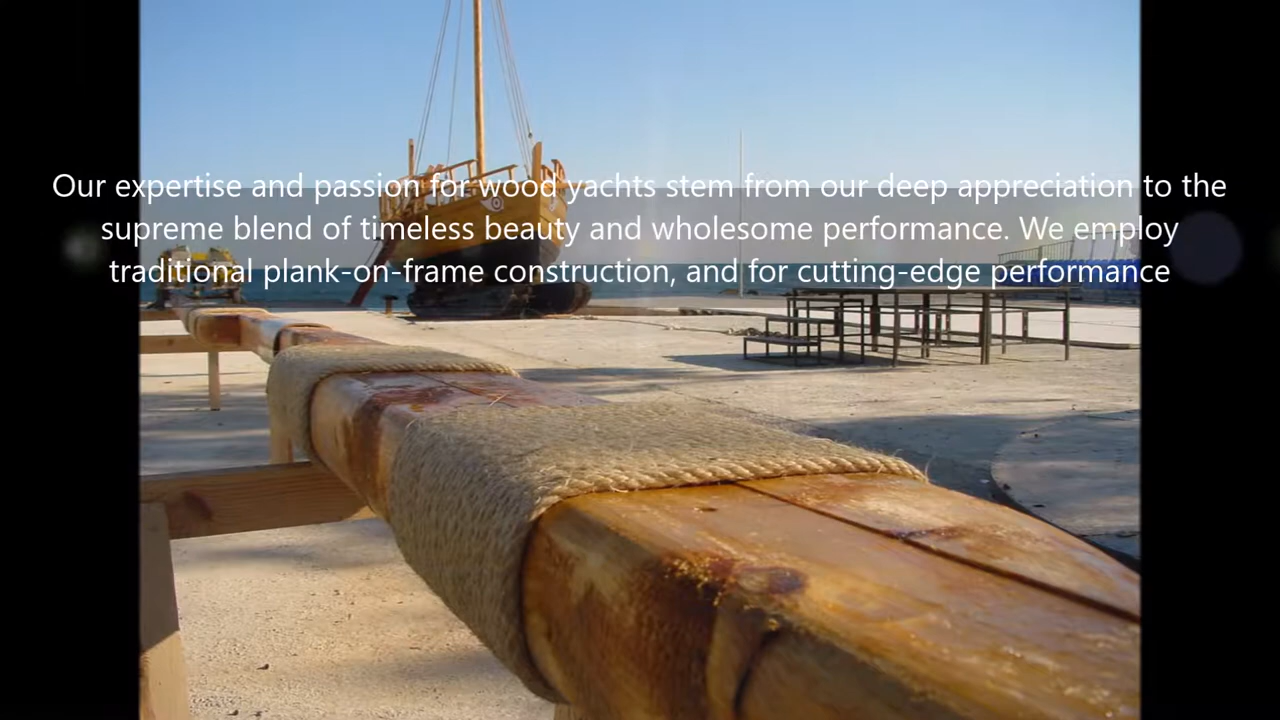 Our expertise and passion for wood yachts stem from our deep appreciation to the
supreme blend of timeless beauty and wholesome performance. We employ
traditional plank-on-frame construction, and for cutting-edge performance